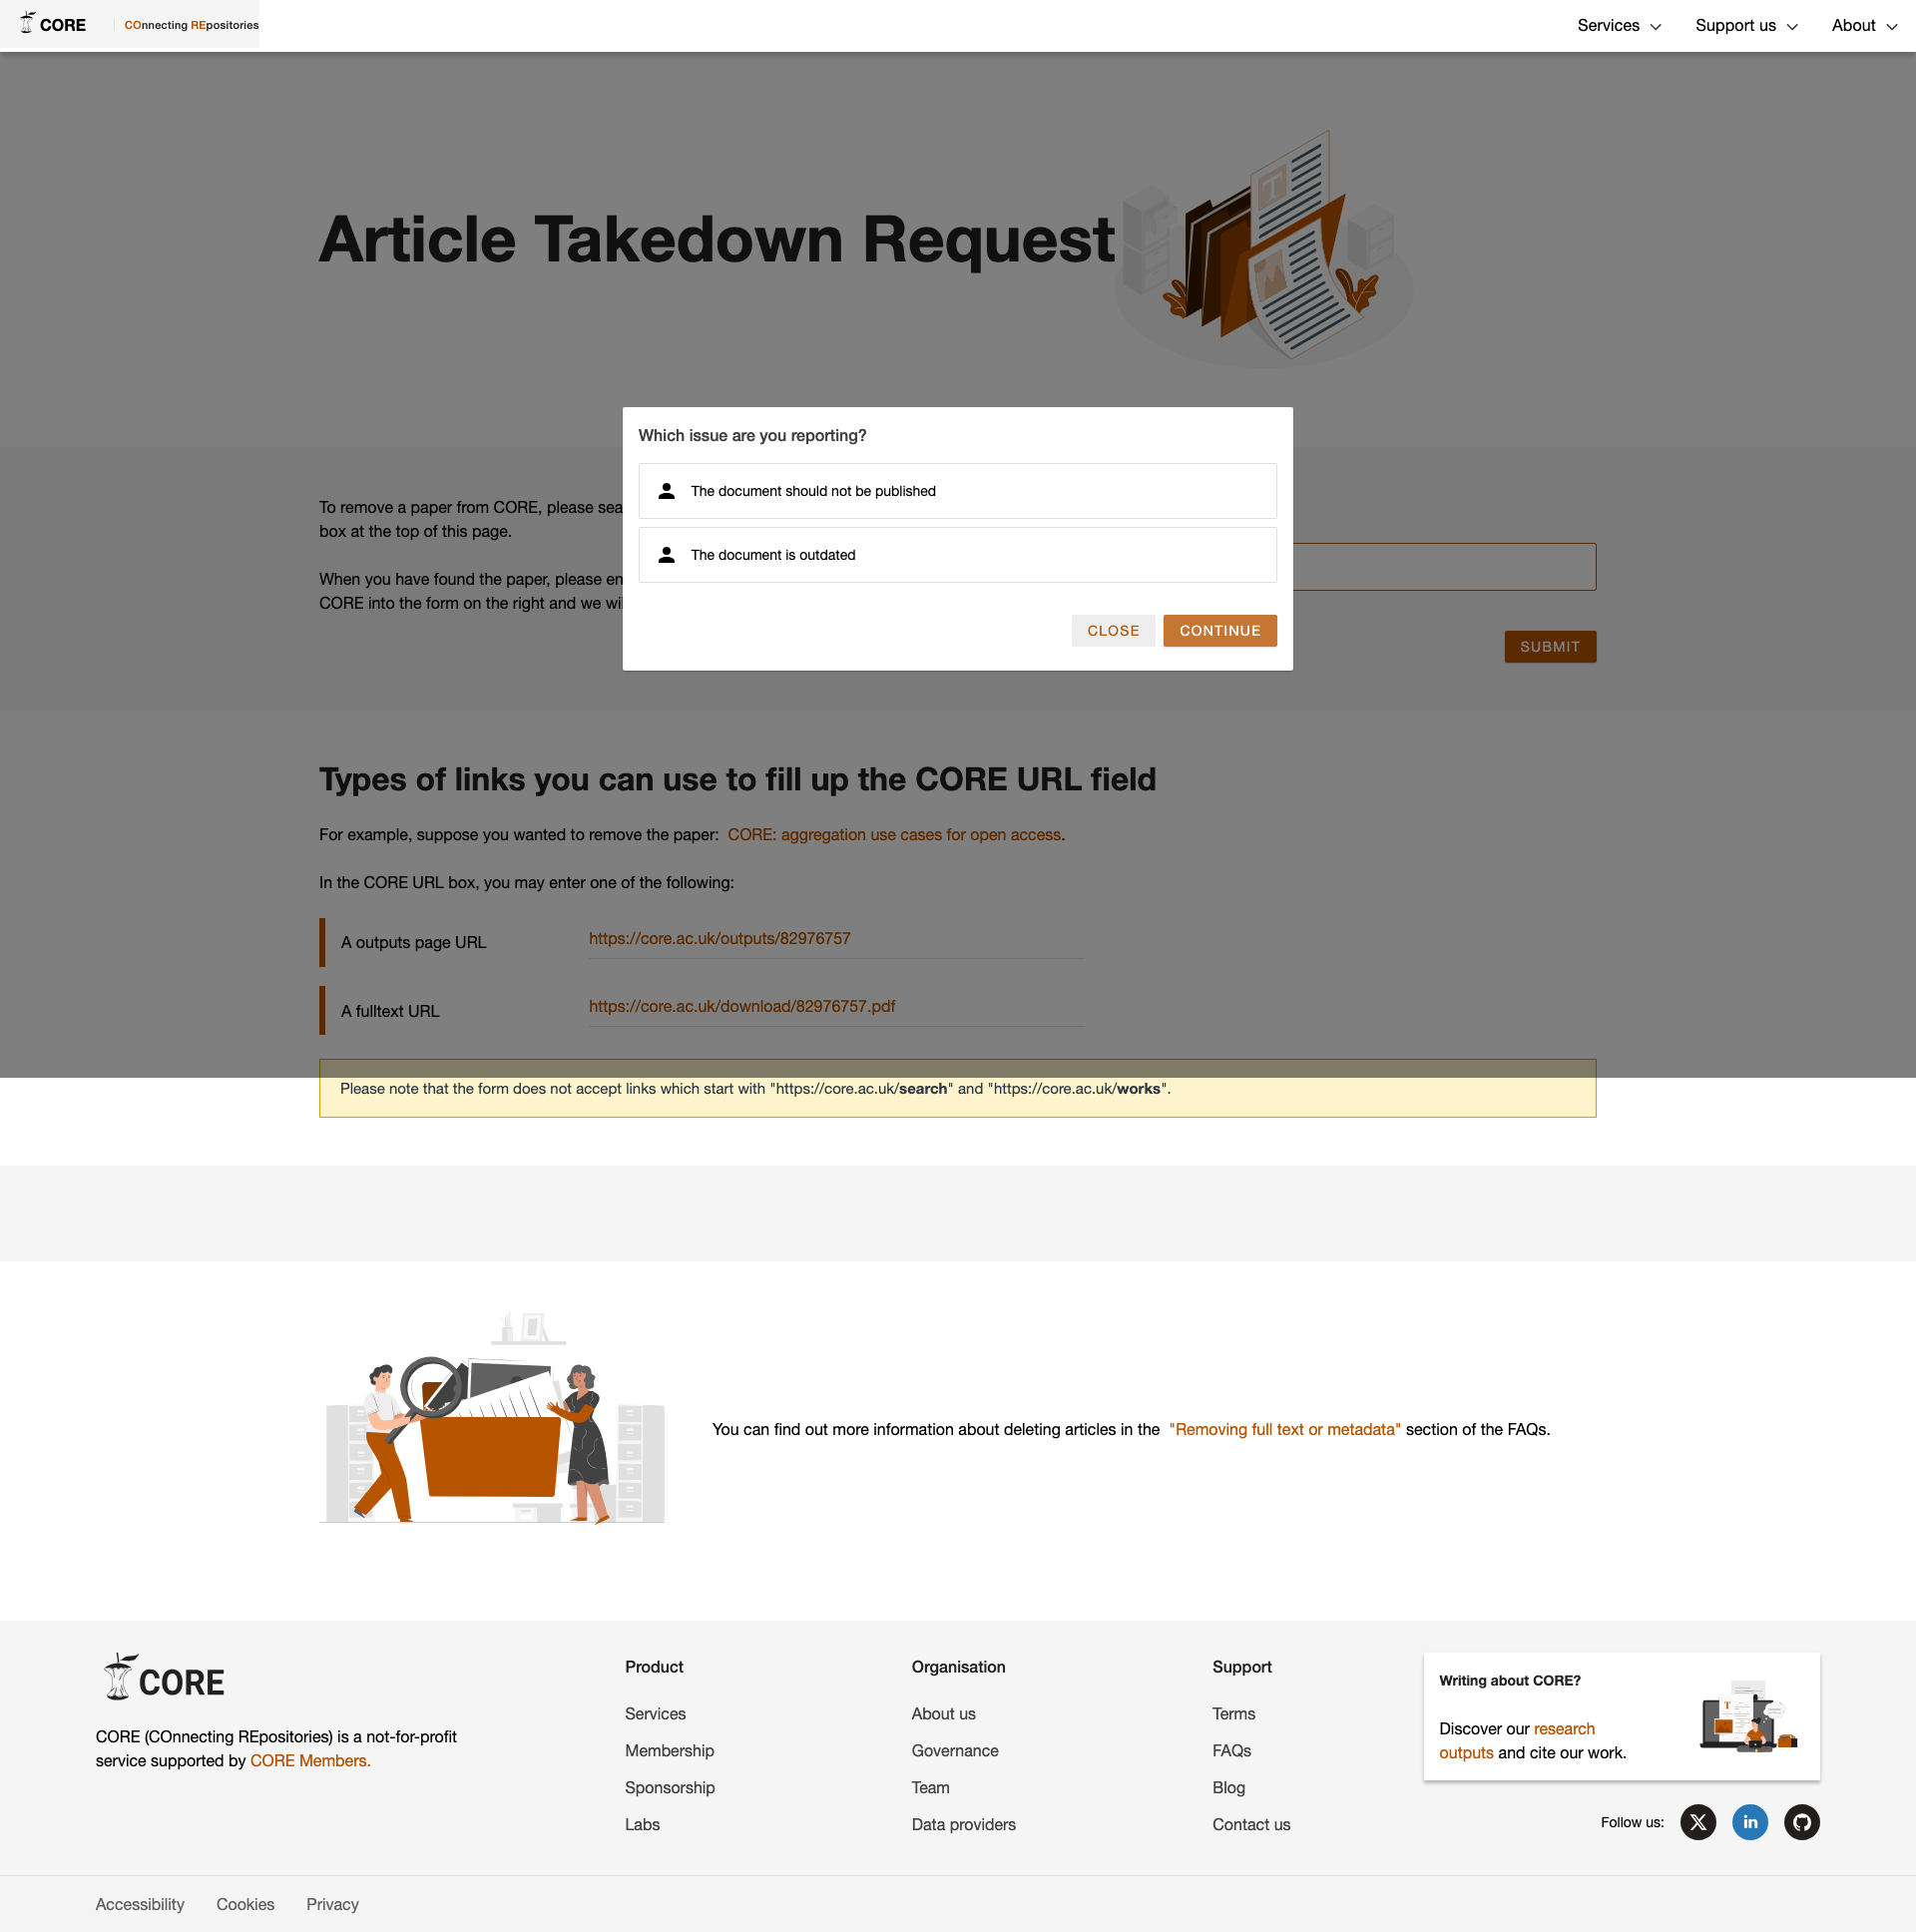 CORE
COnnecting REpositories
Services
Support us
About
Article Takedown Request
Which issue are you reporting?
The document should not be published
The document is outdated
CLOSE
CONTINUE
To remove a paper from CORE, please sea
box at the top of this page.
When you have found the paper, please en
CORE into the form on the right and we wi
SUBMIT
Types of links you can use to fill up the CORE URL field
For example, suppose you wanted to remove the paper: CORE: aggregation use cases for open access.
In the CORE URL box, you may enter one of the following:
A outputs page URL
https://core.ac.uk/outputs/82976757
A fulltext URL
https://core.ac.uk/download/82976757.pdf
Please note that the form does not accept links which start with "https://core.ac.uk/search" and "https://core.ac.uk/works".
You can find out more information about deleting articles in the "Removing full text or metadata" section of the FAQs.
CORE
CORE (COnnecting REpositories) is a not-for-profit
service supported by CORE Members.
Product
Services
Membership
Sponsorship
Labs
Organisation
About us
Governance
Team
Data providers
Support
Terms
FAQs
Blog
Contact us
Writing about CORE?
Discover our research
outputs and cite our work.
Follow us:
Accessibility
Cookies
Privacy